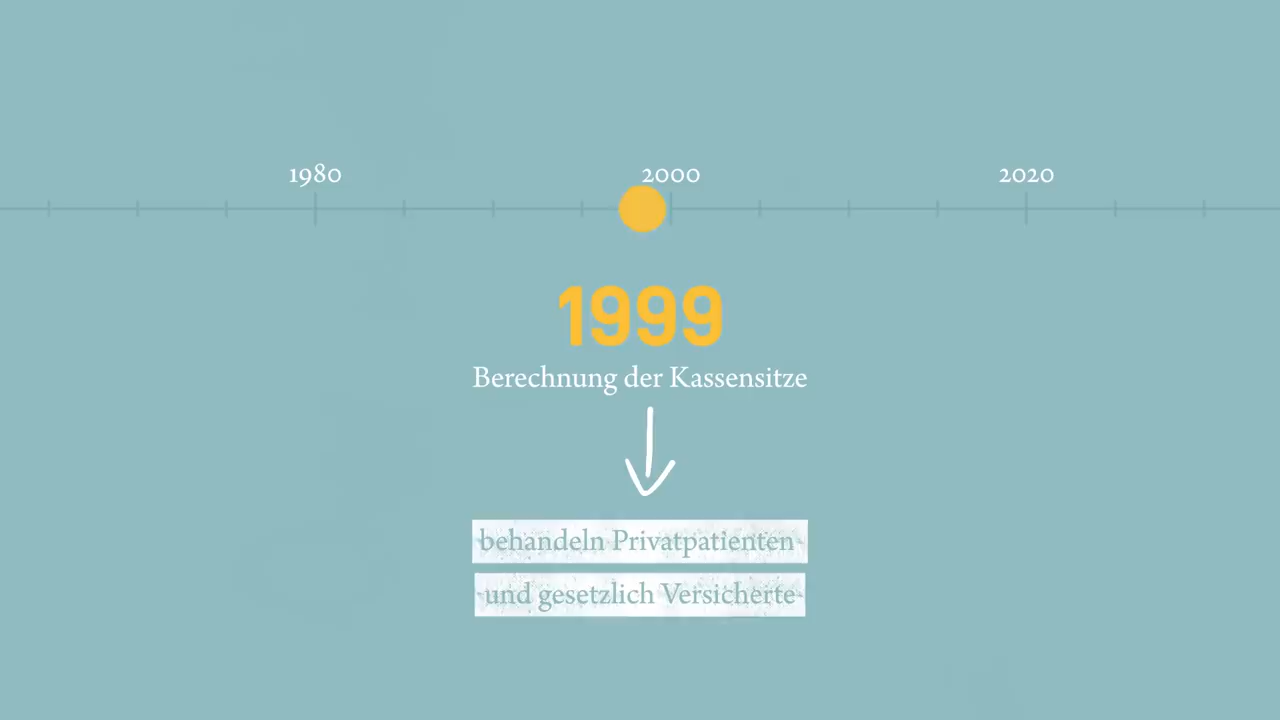 1980
2000
2020
1999
Berechnung der Kassensitze
behandeln Privatpatienten
und gesetzlich Versicherte